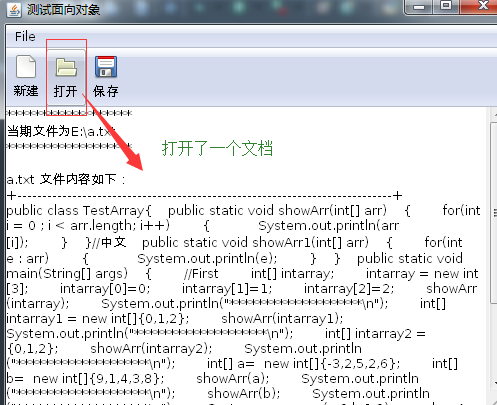 测试面向对象
File
新建 打开 保存
*******************
当期文件为E:\a.txt
*******************
打开了一个文档
a.txt 文件内容如下：
+----------------------------------------------------------------------+
public class TestArray{ public static void showArr(int[] arr) { for(int
i = 0 ; i < arr.length; i++) { System.out.println(arr
[i]); } }//中文 public static void showArr1(int[] arr) { for(int
e : arr) { System.out.println(e); } } public static void
main(String[] args) { //First int[] intarray; intarray = new int
[3]; intarray[0]=0; intarray[1]=1; intarray[2]=2; showArr
(intarray); System.out.println("*******************\n"); int[]
intarray1 = new int[]{0,1,2}; showArr(intarray1);
System.out.println("*******************\n"); int[] intarray2 =
{0,1,2}; showArr(intarray2); System.out.println
("*******************\n"); int[] a= new int[]{-3,2,5,2,6}; int[]
b= new int[]{9,1,4,3,8}; showArr(a); System.out.println
("*******************\n"); showArr(b); System.out.println